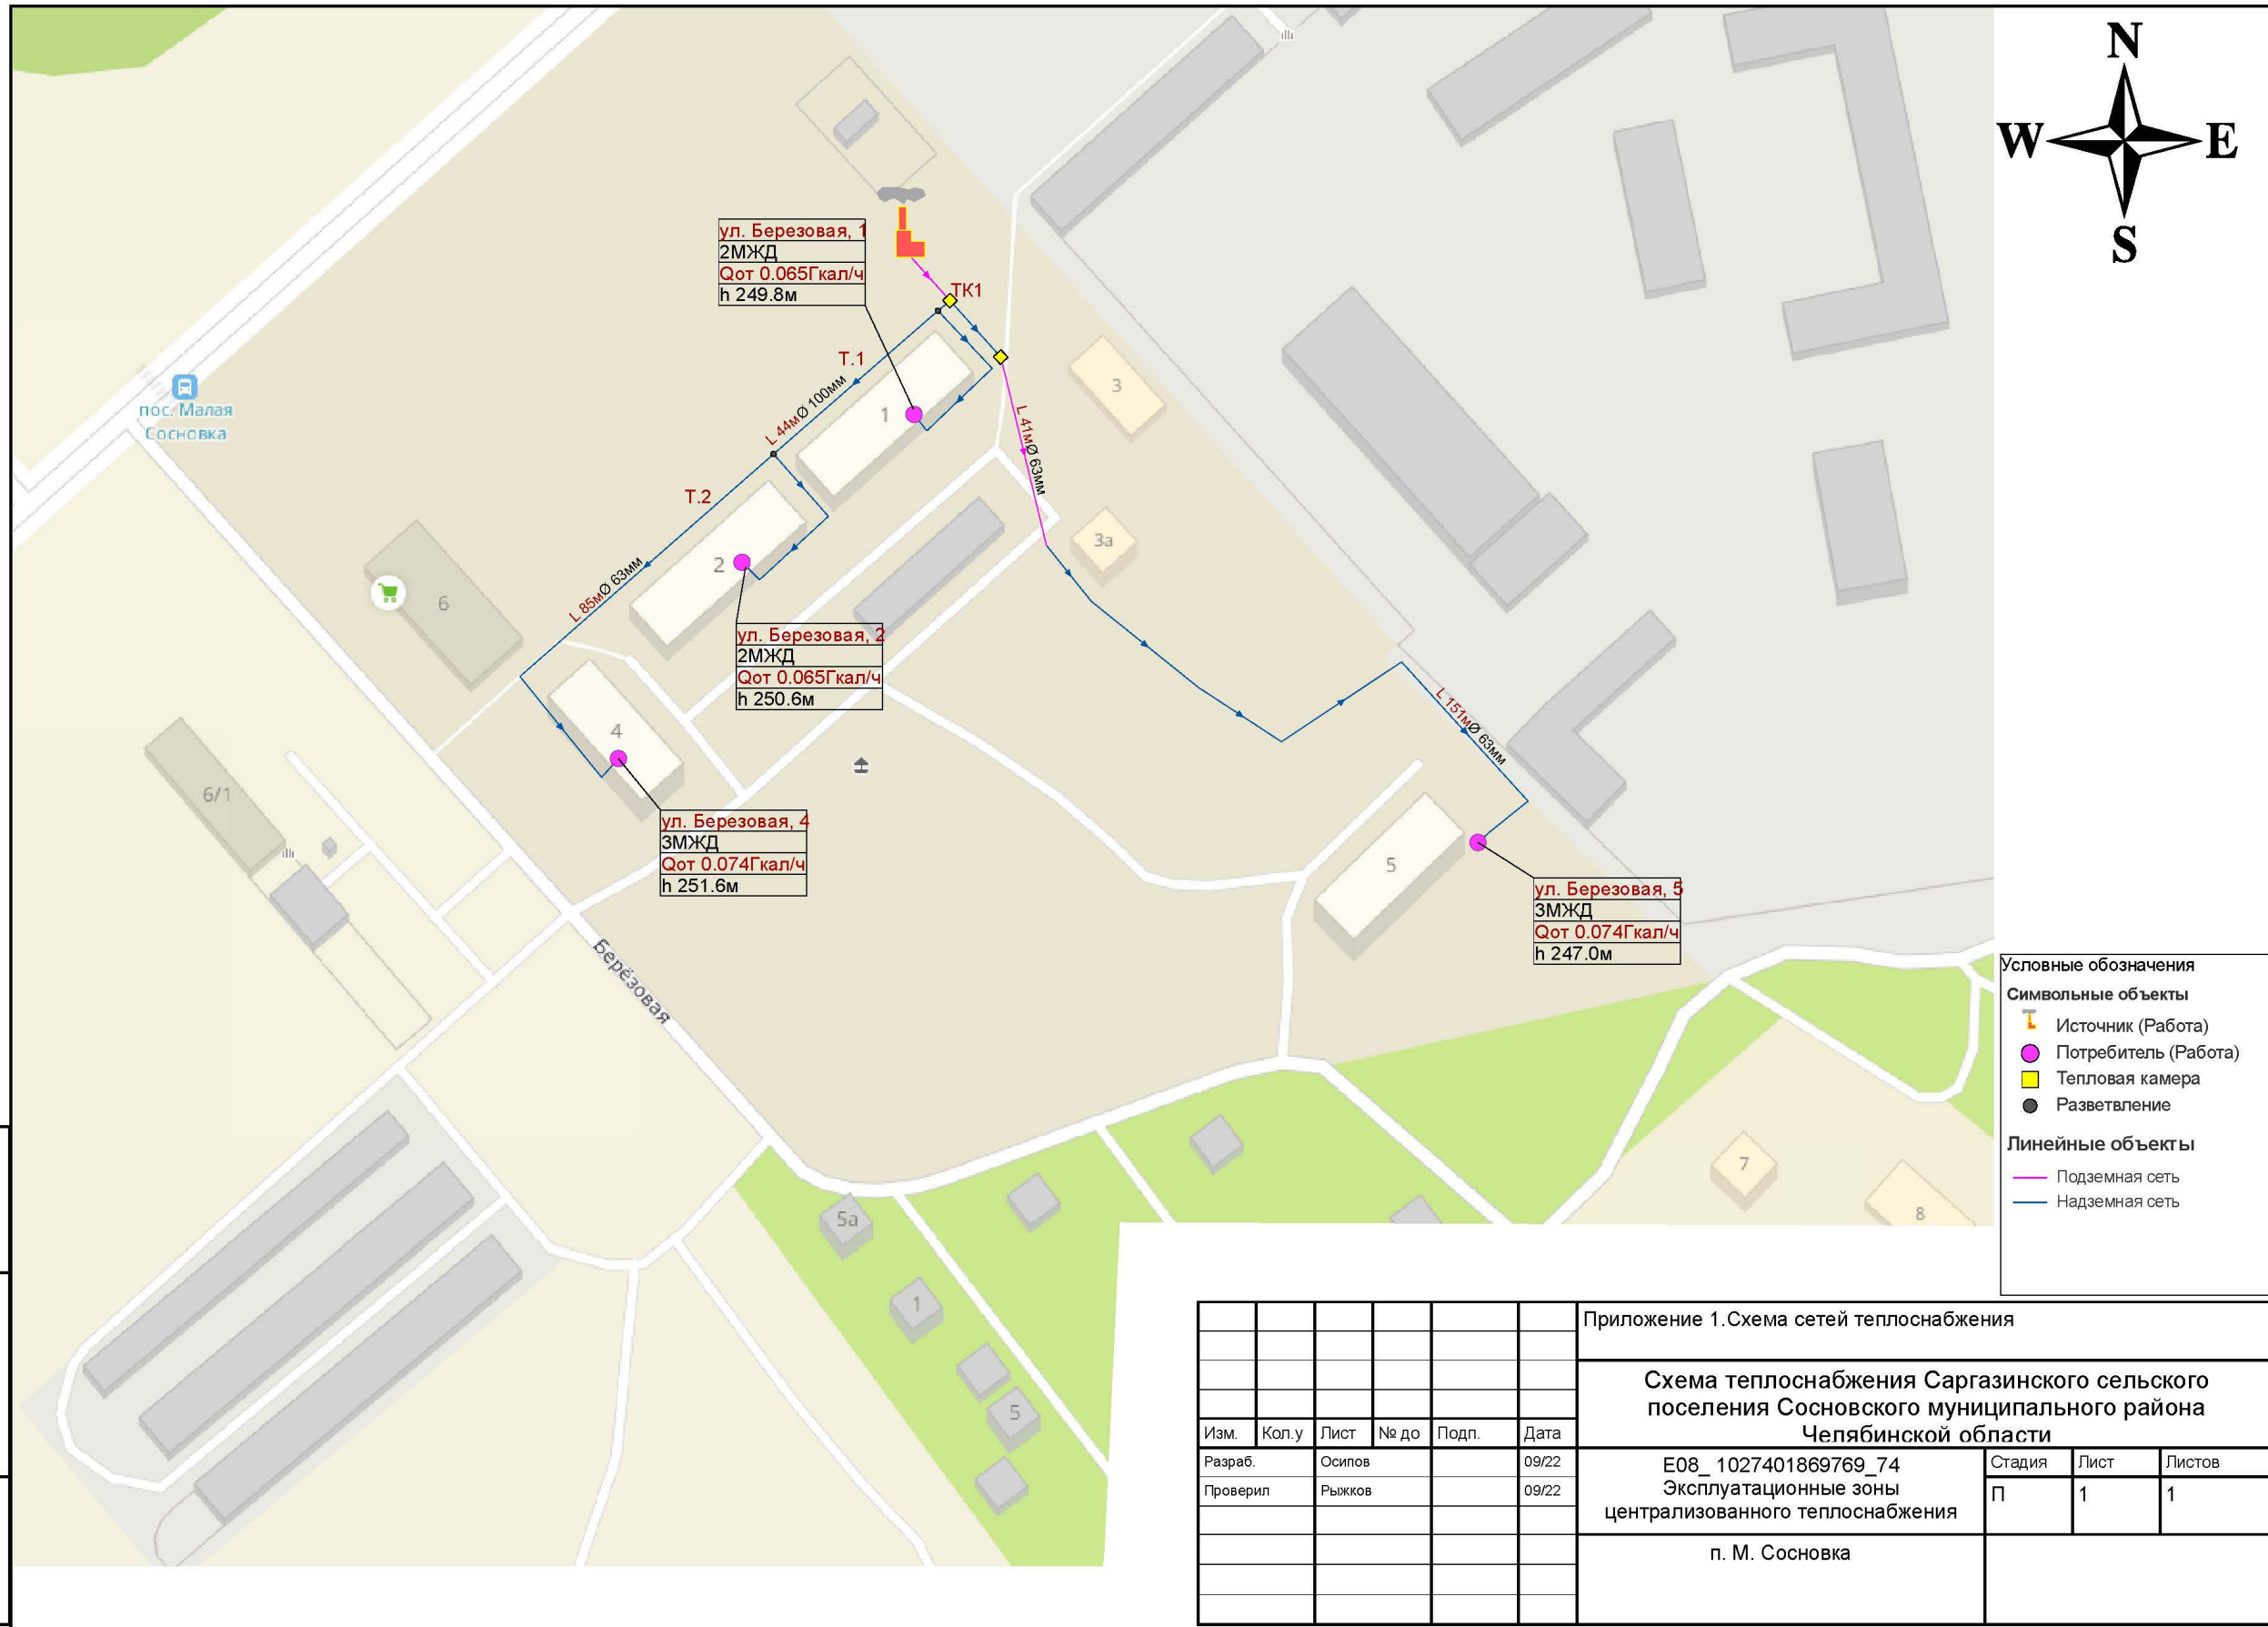 N
W
E
S
ул. Березовая, 1
2МЖД
Qот 0.065Гкал/ч
h 249.8м
ТК1
Т.1
L 44мØ 100мм
пос. Малая
Сосновка
1
3
L 41мØ 63мм
Т.2
3а
2
6
L 85мØ 63мм
ул. Березовая, 2
2МЖД
Qот 0.065Гкал/ч
h 250.6м
L 151мØ 63мм
4
6/1
ул. Березовая, 4
3МЖД
Qот 0.074Гкал/ч
h 251.6м
5
ул. Березовая, 5
3МЖД
Qот 0.074Гкал/ч
h 247.0м
Берёзовая
Условные обозначения
Символьные объекты
Источник (Работа)
Потребитель (Работа)
Тепловая камера
Разветвление
Линейные объекты
Подземная сеть
Надземная сеть
7
8
5а
1
5
Приложение 1.Схема сетей теплоснабжения
Схема теплоснабжения Саргазинского сельского
поселения Сосновского муниципального района
Челябинской области
Изм. Кол.у Лист № до Подп. Дата
Разраб. Осипов 09/22
Проверил Рыжков 09/22
Е08_ 1027401869769_74
Эксплуатационные зоны
централизованного теплоснабжения
Стадия Лист Листов
П 1 1
п. М. Сосновка